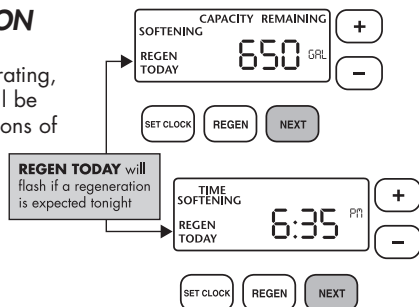 ON
CAPACITY REMAINING
SOFTENING
rating,
REGEN
TODAY
650 GAL
+
−
l be
ons of
SET CLOCK
REGEN
NEXT
REGEN TODAY will
flash if a regeneration
is expected tonight
TIME
SOFTENING
REGEN
TODAY
6:35 PM
+
−
SET CLOCK
REGEN
NEXT